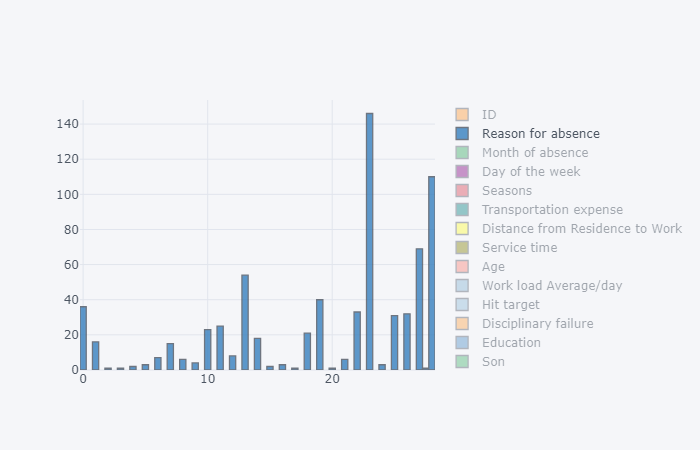 140
120
100
80
60
40
20
0
0 10 20
ID
Reason for absence
Month of absence
Day of the week
Seasons
Transportation expense
Distance from Residence to Work
Service time
Age
Work load Average/day
Hit target
Disciplinary failure
Education
Son